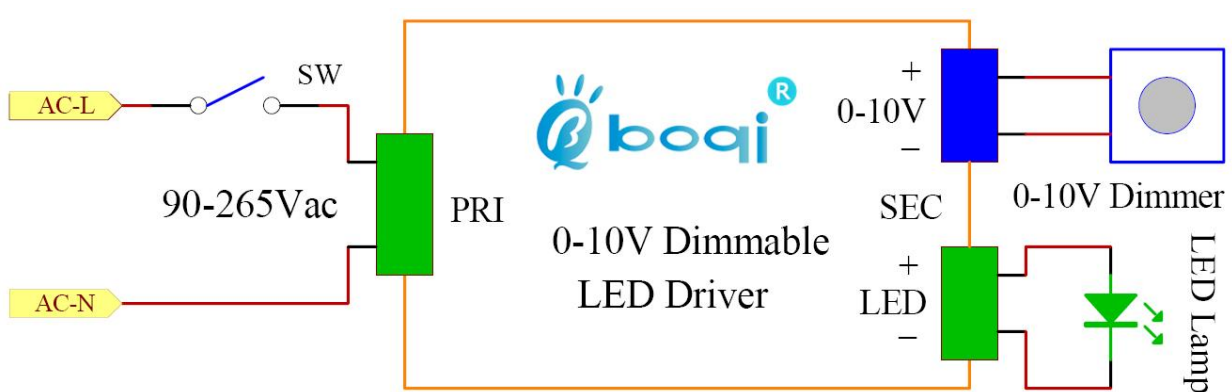 SW
AC-L
90-265Vac
AC-N
PRI
boqi
®
0-10V Dimmable
LED Driver
+
0-10V
−
SEC
+
LED
−
0-10V Dimmer
LED Lamp